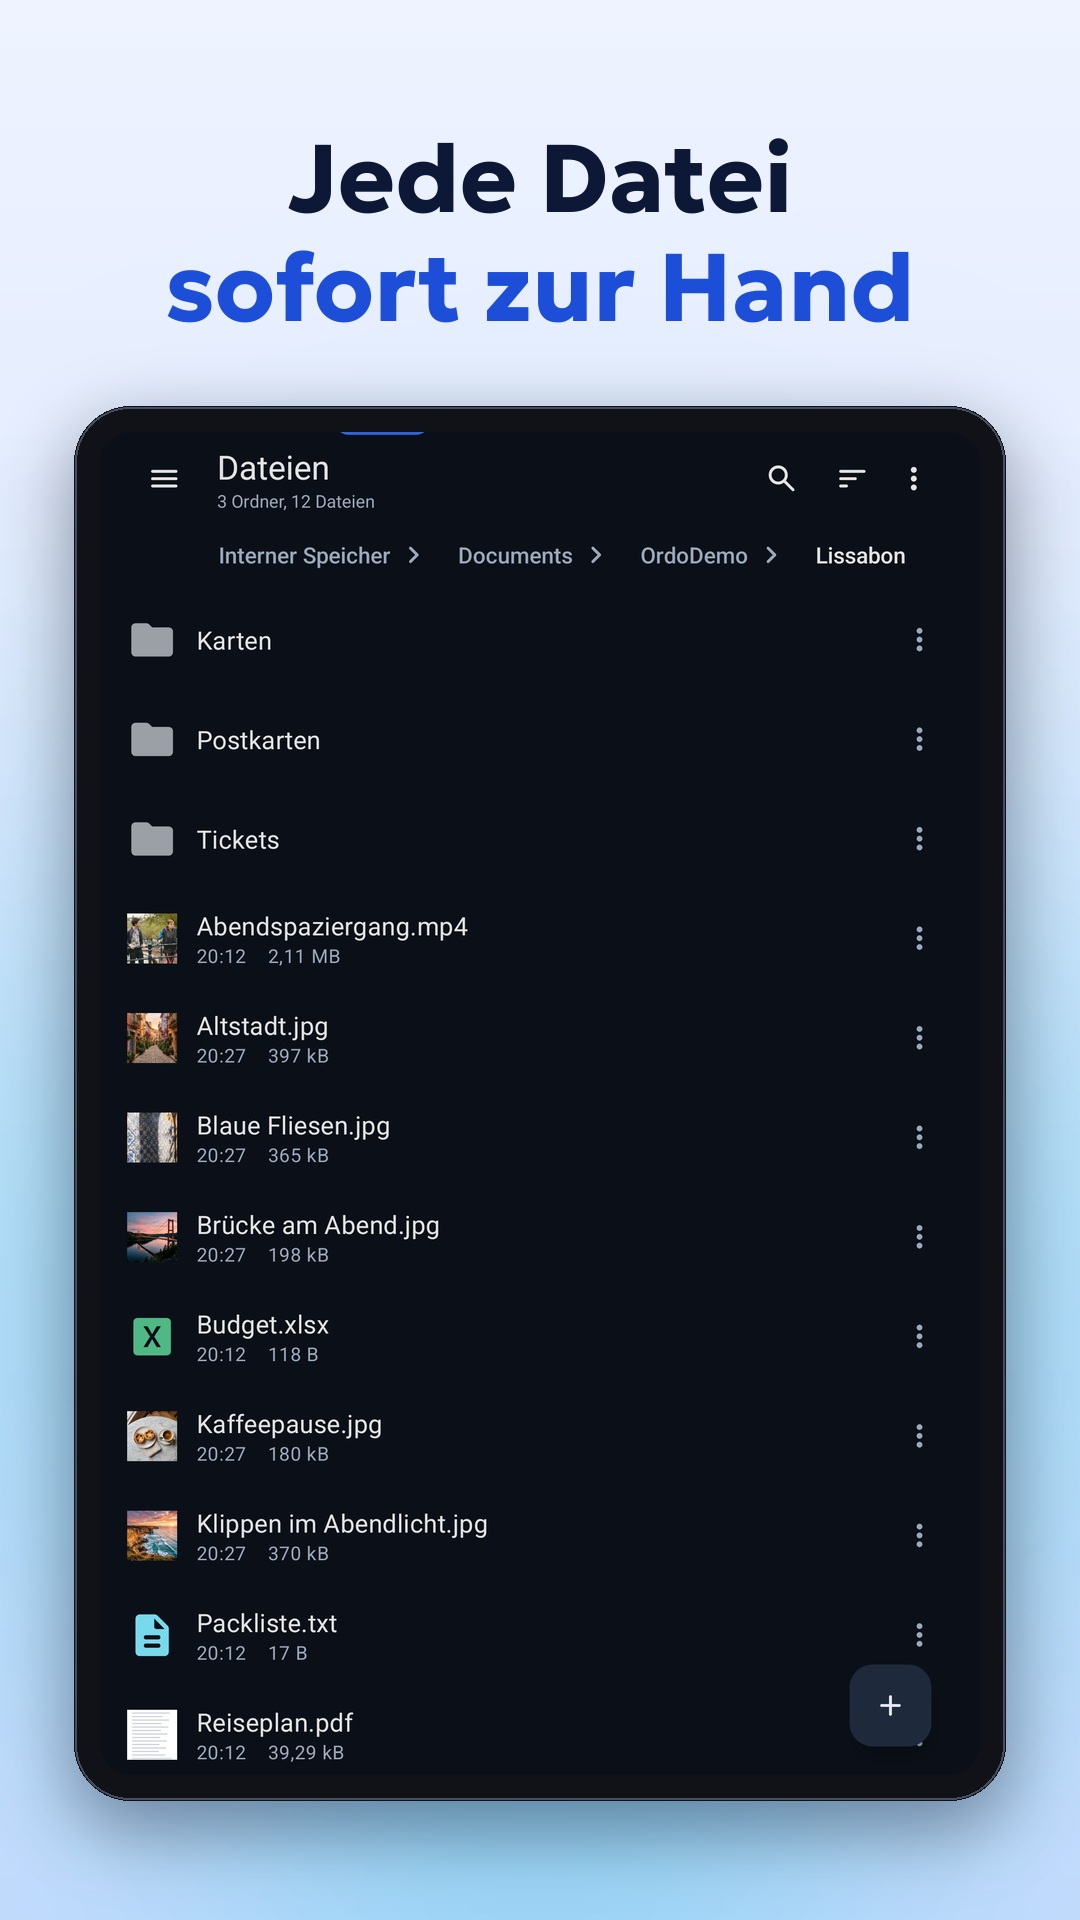 Jede Datei
sofort zur Hand
Dateien
3 Ordner, 12 Dateien
Interner Speicher
Documents
OrdoDemo
Lissabon
Karten
Postkarten
Tickets
Abendspaziergang.mp4
20:12 2,11 MB
Altstadt.jpg
20:27 397 kB
Blaue Fliesen.jpg
20:27 365 kB
Brücke am Abend.jpg
20:27 198 kB
X
Budget.xlsx
20:12 118 B
Kaffeepause.jpg
20:27 180 kB
Klippen im Abendlicht.jpg
20:27 370 kB
Packliste.txt
20:12 17 B
Reiseplan.pdf
20:12 39,29 kB